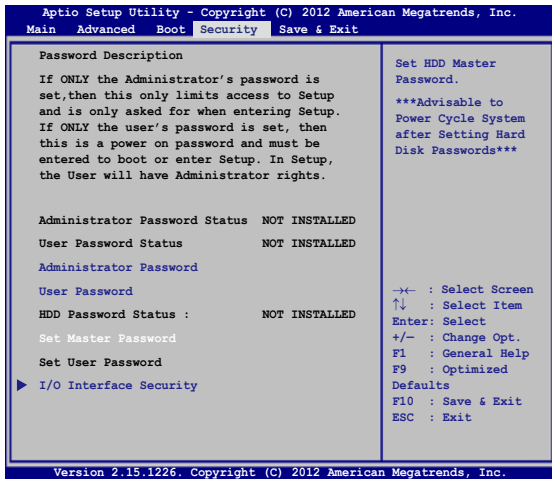 Aptio Setup Utility - Copyright (C) 2012 American Megatrends, Inc.
Main Advanced Boot Security Save & Exit
Password Description
If ONLY the Administrator's password is
set,then this only limits access to Setup
and is only asked for when entering Setup.
If ONLY the user's password is set, then
this is a power on password and must be
entered to boot or enter Setup. In Setup,
the User will have Administrator rights.
Administrator Password Status NOT INSTALLED
User Password Status NOT INSTALLED
Administrator Password
User Password
HDD Password Status : NOT INSTALLED
Set Master Password
Set User Password
I/O Interface Security
Set HDD Master
Password.
***Advisable to
Power Cycle System
after Setting Hard
Disk Passwords***
→← : Select Screen
↑↓ : Select Item
Enter: Select
+/— : Change Opt.
F1 : General Help
F9 : Optimized
Defaults
F10 : Save & Exit
ESC : Exit
Version 2.15.1226. Copyright (C) 2012 American Megatrends, Inc.